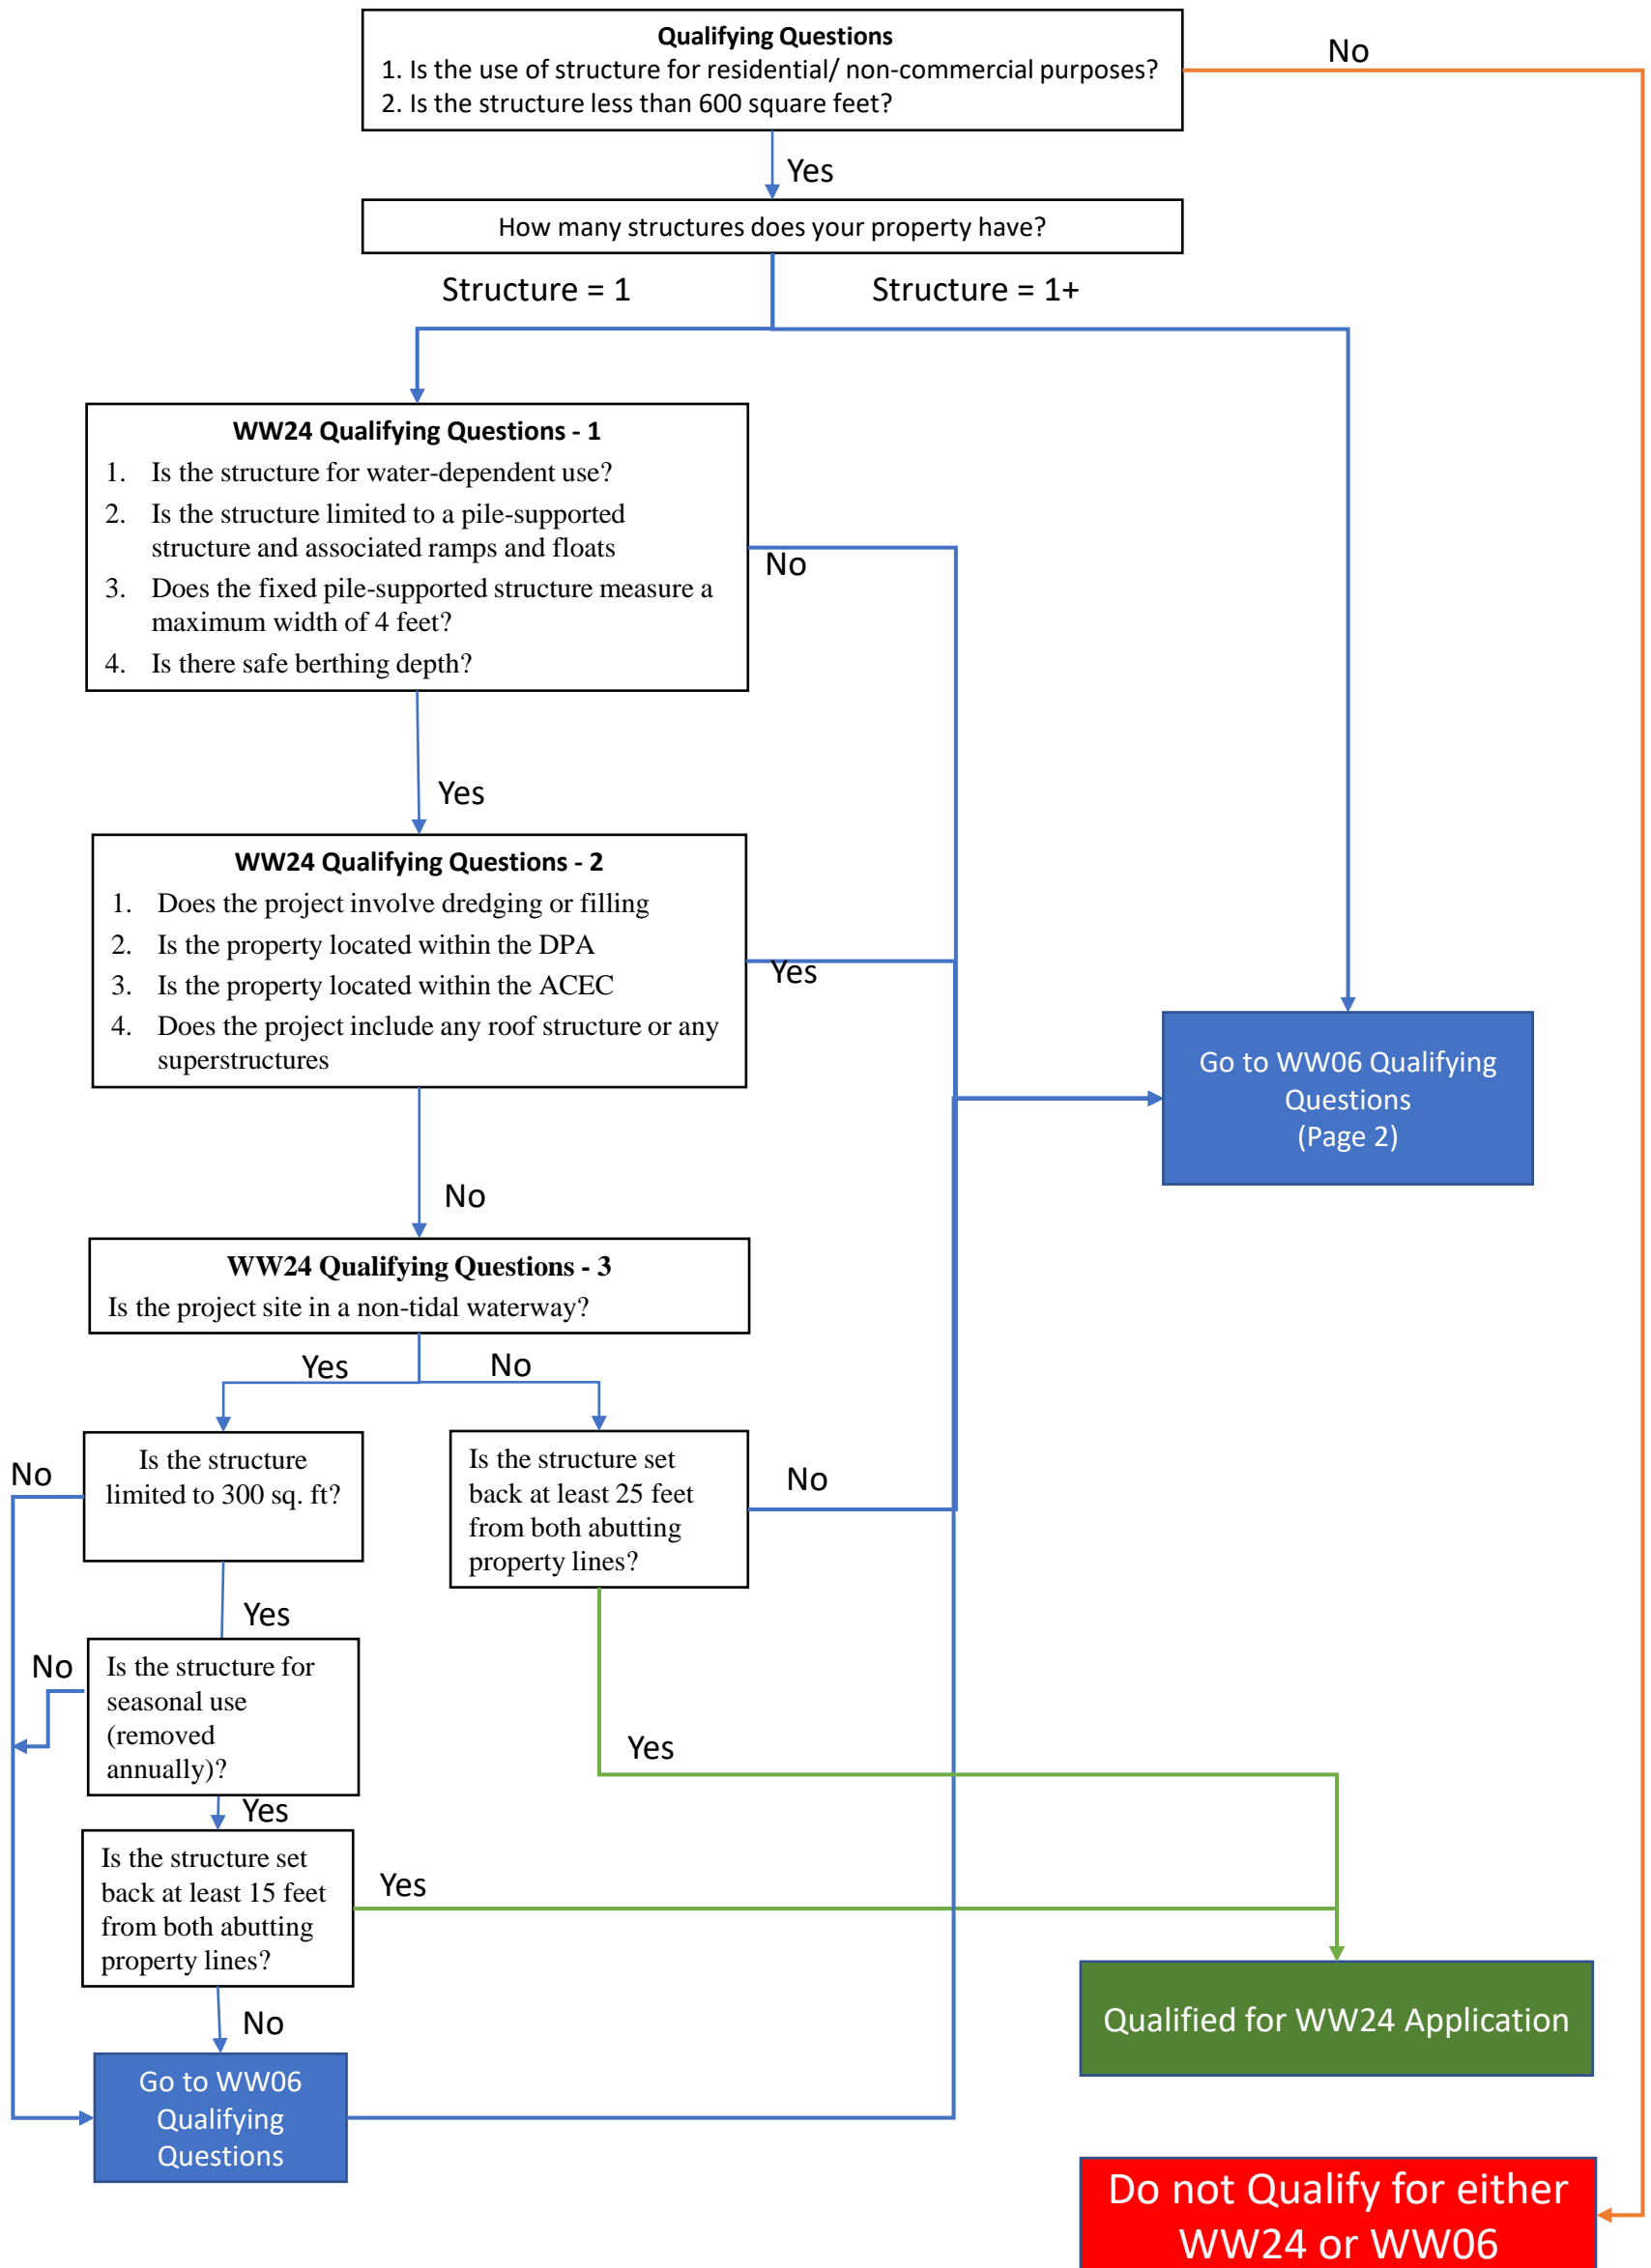 Qualifying Questions
1. Is the use of structure for residential/ non-commercial purposes?
2. Is the structure less than 600 square feet?
No
Yes
How many structures does your property have?
Structure = 1
Structure = 1+
WW24 Qualifying Questions - 1
1. Is the structure for water-dependent use?
2. Is the structure limited to a pile-supported
structure and associated ramps and floats
3. Does the fixed pile-supported structure measure a
maximum width of 4 feet?
4. Is there safe berthing depth?
No
Yes
WW24 Qualifying Questions - 2
1. Does the project involve dredging or filling
2. Is the property located within the DPA
3. Is the property located within the ACEC
4. Does the project include any roof structure or any
superstructures
Yes
Go to WW06 Qualifying
Questions
(Page 2)
No
WW24 Qualifying Questions - 3
Is the project site in a non-tidal waterway?
Yes
No
No
Is the structure
limited to 300 sq. ft?
Is the structure set
back at least 25 feet
from both abutting
property lines?
No
Yes
No
Is the structure for
seasonal use
(removed
annually)?
Yes
Yes
Is the structure set
back at least 15 feet
from both abutting
property lines?
Yes
Qualified for WW24 Application
No
Go to WW06
Qualifying
Questions
Do not Qualify for either
WW24 or WW06